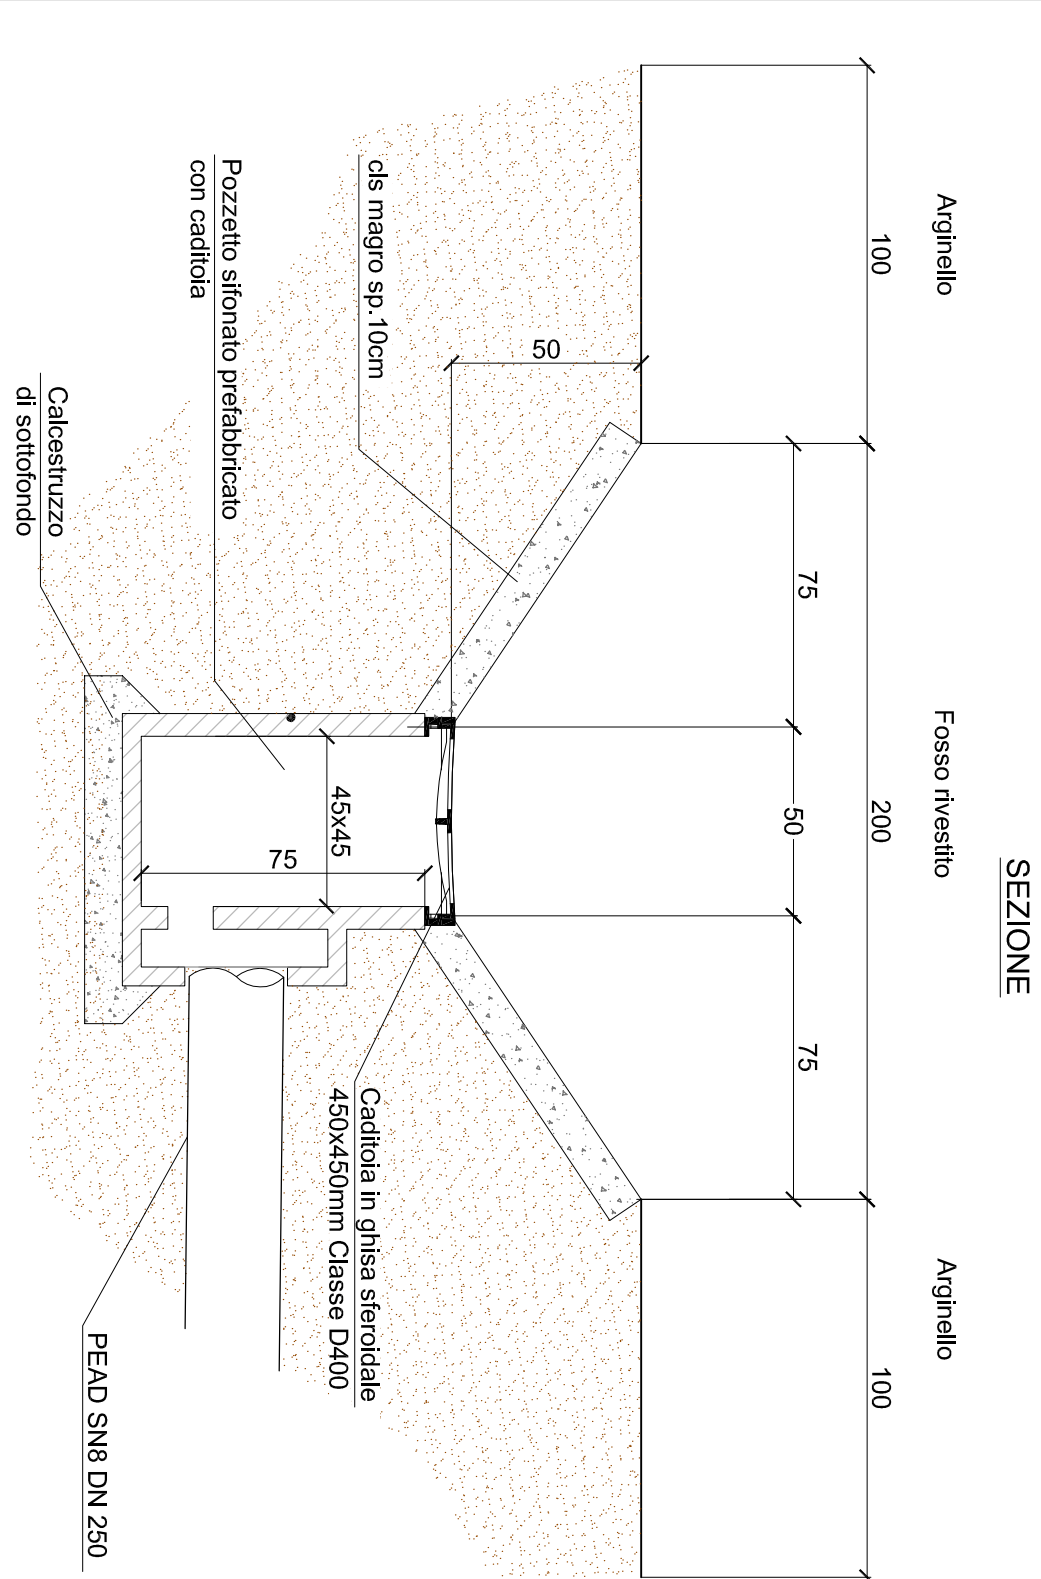 SEZIONE
Arginello
Fosso rivestito
Arginello
100
200
100
75
50
75
50
cls magro sp.10cm
45x45
75
Pozzetto sifonato prefabbricato
con caditoia
Caditoia in ghisa sferoidale
450x450mm Classe D400
Calcestruzzo
di sottofondo
PEAD SN8 DN 250